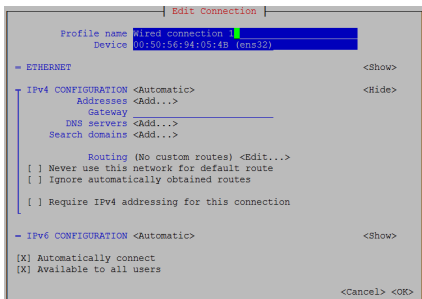 Edit Connection
Profile name Wired connection 1
Device 00:50:56:94:05:4B (ens32)
= ETHERNET <Show>
IPv4 CONFIGURATION <Automatic> <Hide>
Addresses <Add...>
Gateway
DNS servers <Add...>
Search domains <Add...>
Routing (No custom routes) <Edit...>
[ ] Never use this network for default route
[ ] Ignore automatically obtained routes
[ ] Require IPv4 addressing for this connection
= IPv6 CONFIGURATION <Automatic> <Show>
[X] Automatically connect
[X] Available to all users
<Cancel> <OK>